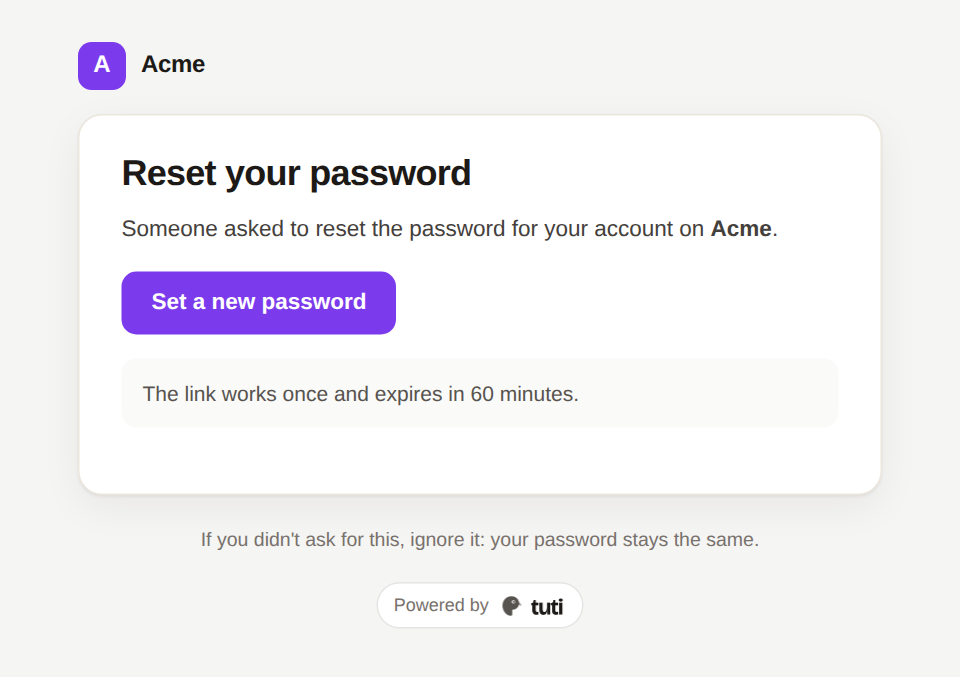 A
Acme
Reset your password
Someone asked to reset the password for your account on Acme.
Set a new password
The link works once and expires in 60 minutes.
If you didn't ask for this, ignore it: your password stays the same.
Powered by tuti